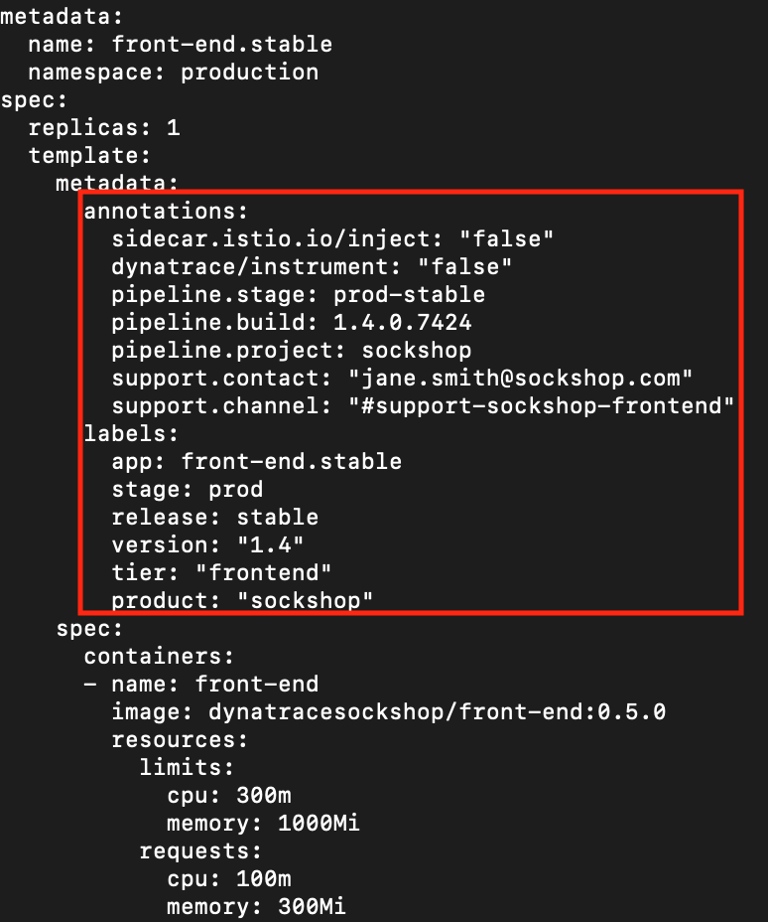 metadata:
  name: front-end.stable
  namespace: production
spec:
  replicas: 1
  template:
    metadata:
      annotations:
        sidecar.istio.io/inject: "false"
        dynatrace/instrument: "false"
        pipeline.stage: prod-stable
        pipeline.build: 1.4.0.7424
        pipeline.project: sockshop
        support.contact: "jane.smith@sockshop.com"
        support.channel: "#support-sockshop-frontend"
      labels:
        app: front-end.stable
        stage: prod
        release: stable
        version: "1.4"
        tier: "frontend"
        product: "sockshop"
    spec:
      containers:
      - name: front-end
        image: dynatracesockshop/front-end:0.5.0
        resources:
          limits:
            cpu: 300m
            memory: 1000Mi
          requests:
            cpu: 100m
            memory: 300Mi